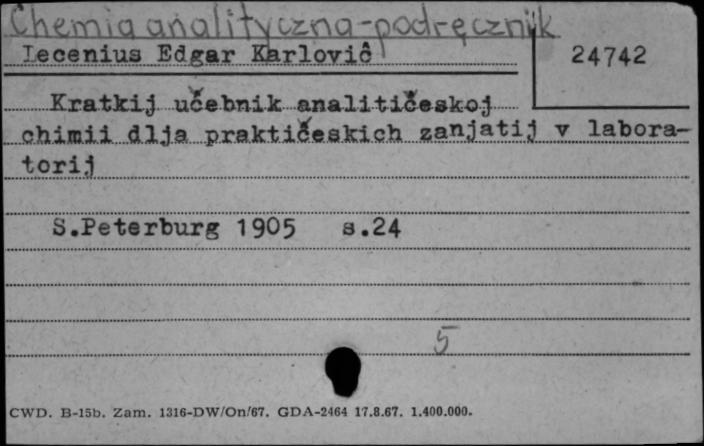 Chemia analityczna-podręcznik
Iecenius Edgar Karlovič
24742
Kratkij učebnik analitičeskoj
chimii dlja praktičeskich zanjatij v labora-
torij
S.Peterburg 1905 s.24
5
CWD. B-15b. Zam. 1316-DW/On/67. GDA-2464 17.8.67. 1.400.000.